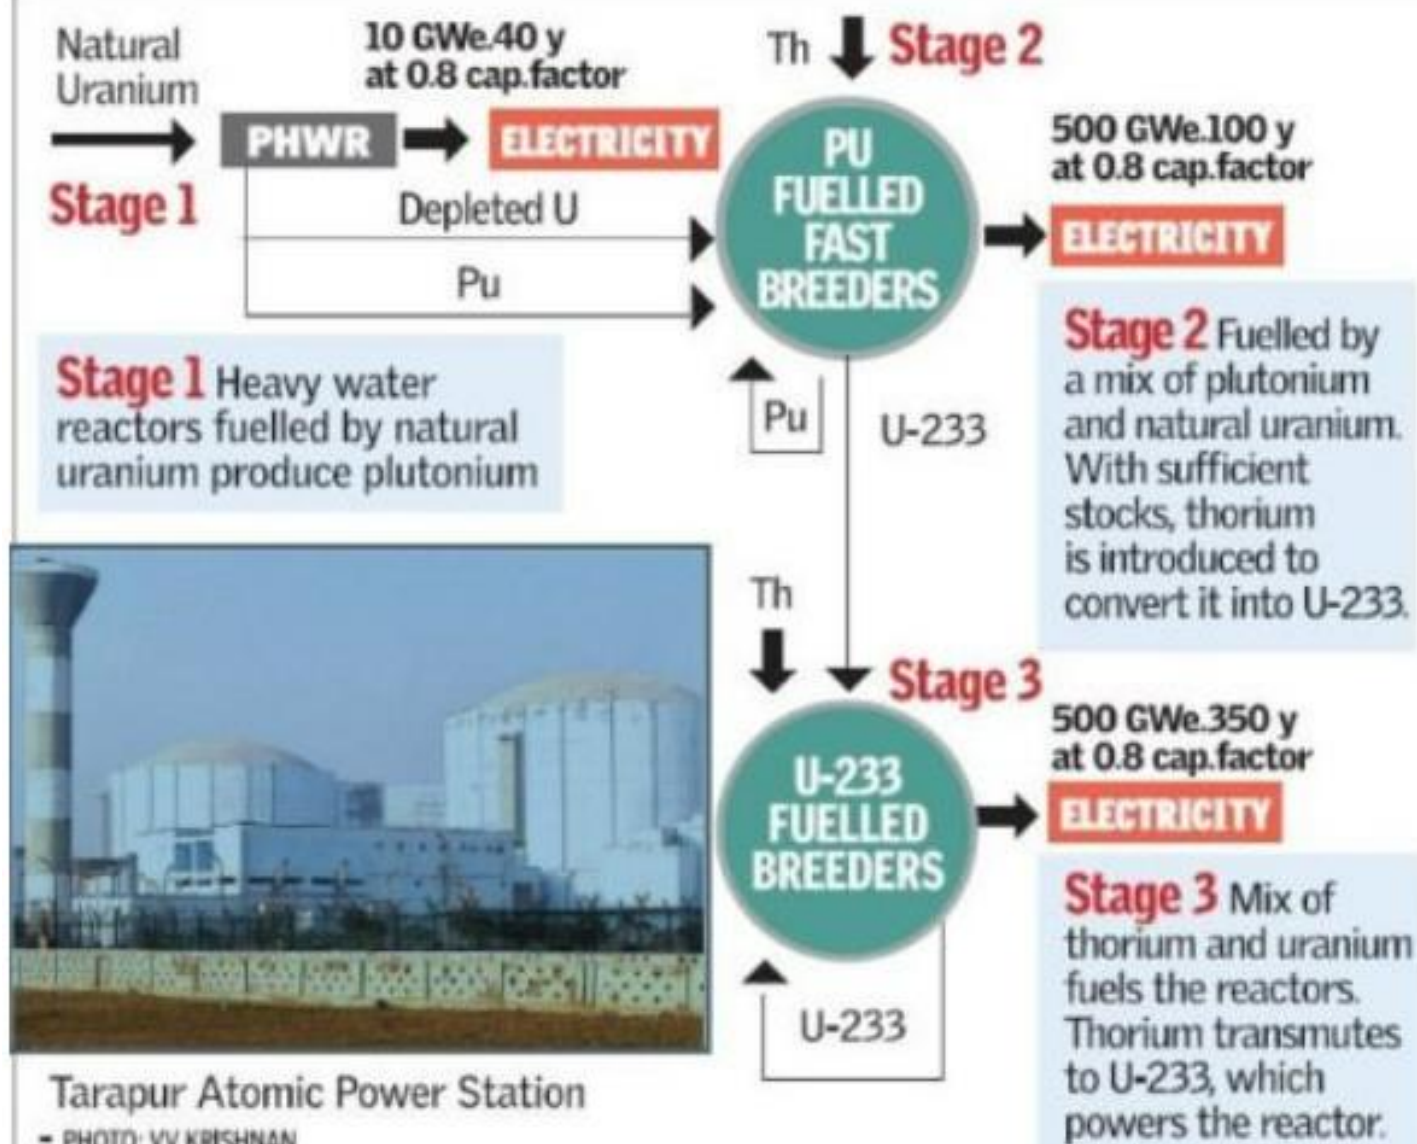 Natural
Uranium
10 GWe.40 y
at 0.8 cap.factor
Th
Stage 2
PHWR
ELECTRICITY
Stage 1
Depleted U
Pu
PU
FUELLED
FAST
BREEDERS
500 GWe.100 y
at 0.8 cap.factor
ELECTRICITY
Stage 1 Heavy water
reactors fuelled by natural
uranium produce plutonium
Pu
U-233
Stage 2 Fuelled by
a mix of plutonium
and natural uranium.
With sufficient
stocks, thorium
is introduced to
convert it into U-233.
Th
Stage 3
U-233
FUELLED
BREEDERS
500 GWe.350 y
at 0.8 cap.factor
ELECTRICITY
U-233
Stage 3 Mix of
thorium and uranium
fuels the reactors.
Thorium transmutes
to U-233, which
powers the reactor.
Tarapur Atomic Power Station
- PHOTO: VV KRISHNAN